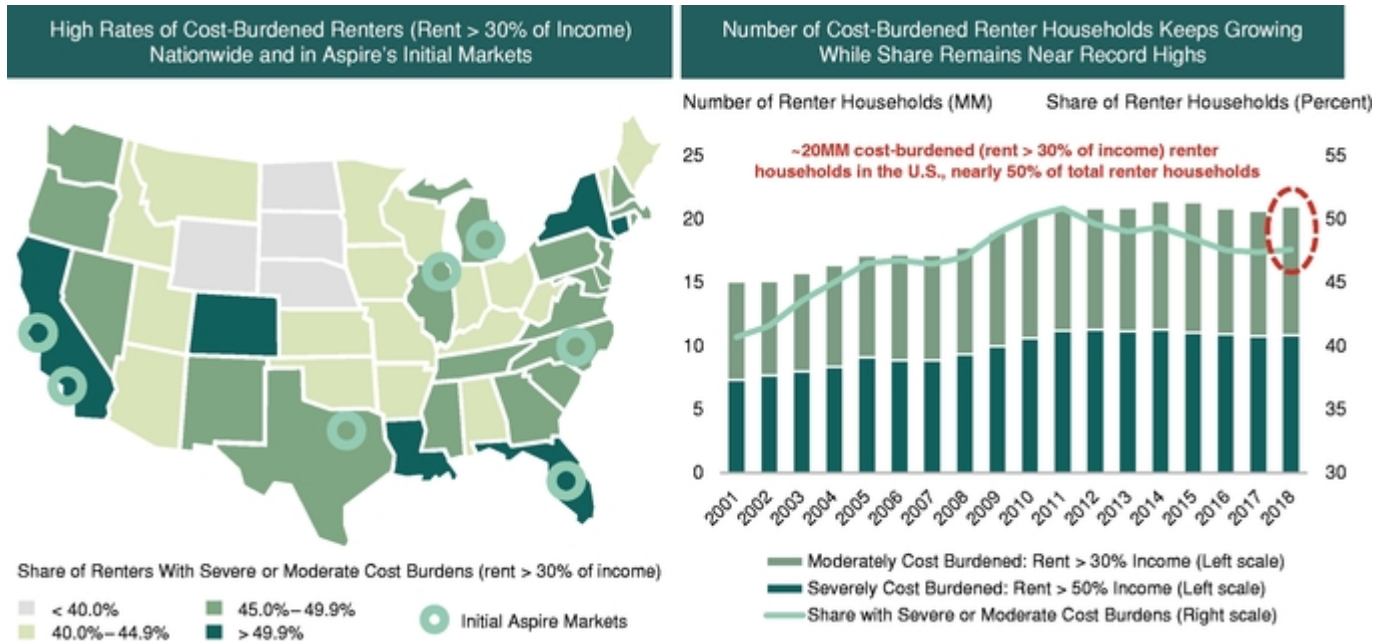 High Rates of Cost-Burdened Renters (Rent > 30% of Income)
Nationwide and in Aspire's Initial Markets
Share of Renters With Severe or Moderate Cost Burdens (rent > 30% of income)
< 40.0%
45.0%–49.9%
40.0%–44.9%
> 49.9%
Initial Aspire Markets
Number of Cost-Burdened Renter Households Keeps Growing
While Share Remains Near Record Highs
Number of Renter Households (MM)
Share of Renter Households (Percent)
~20MM cost-burdened (rent > 30% of income) renter
households in the U.S., nearly 50% of total renter households
25
20
15
10
5
0
55
50
45
40
35
30
2001
2002
2003
2004
2005
2006
2007
2008
2009
2010
2011
2012
2013
2014
2015
2016
2017
2018
Moderately Cost Burdened: Rent > 30% Income (Left scale)
Severely Cost Burdened: Rent > 50% Income (Left scale)
Share with Severe or Moderate Cost Burdens (Right scale)